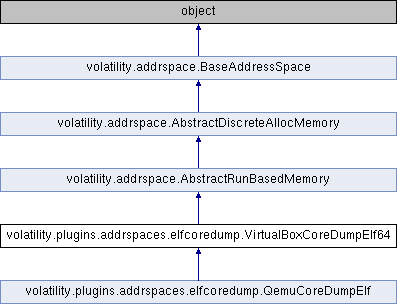 object
volatility.addrspace.BaseAddressSpace
volatility.addrspace.AbstractDiscreteAllocMemory
volatility.addrspace.AbstractRunBasedMemory
volatility.plugins.addrspaces.elfcoredump.VirtualBoxCoreDumpElf64
volatility.plugins.addrspaces.elfcoredump.QemuCoreDumpElf